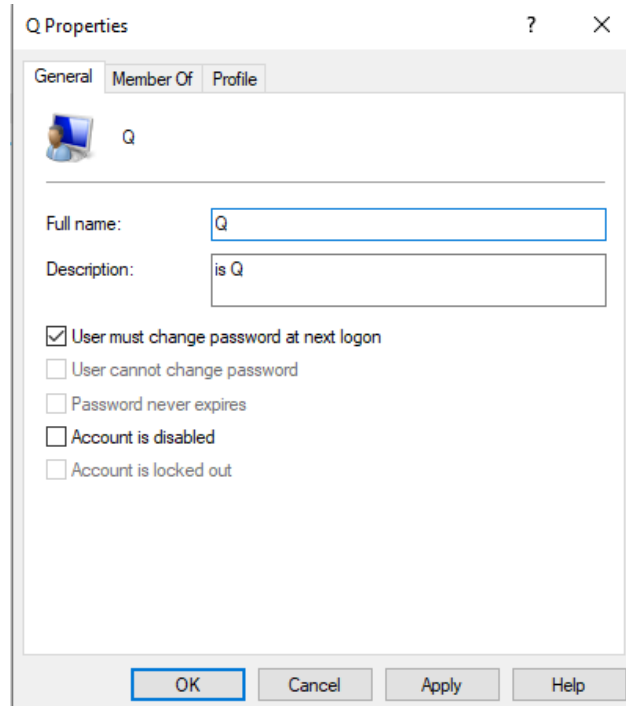 Q Properties ?
General Member Of Profile
Q
Full name: Q
Description: is Q
User must change password at next logon
User cannot change password
Password never expires
Account is disabled
Account is locked out
OK Cancel Apply Help